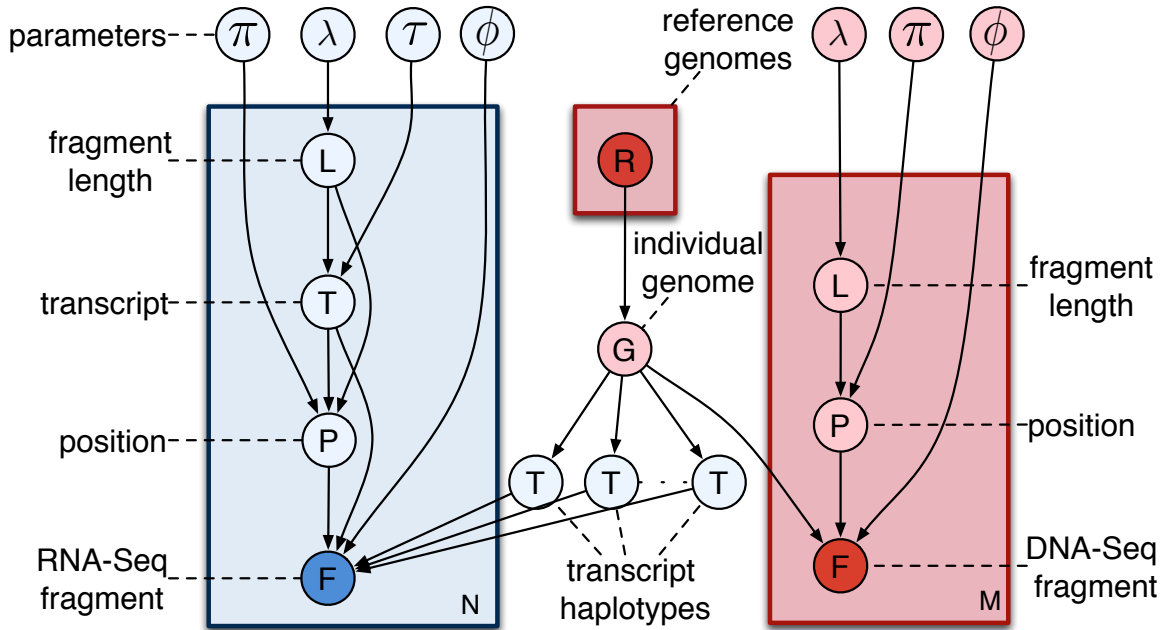 parameters
π
λ
τ
ϕ
reference
genomes
λ
π
ϕ
fragment
length
L
R
individual
genome
transcript
T
G
L
fragment
length
position
P
P
position
T
T
T
RNA-Seq
fragment
F
N
transcript
haplotypes
F
M
DNA-Seq
fragment